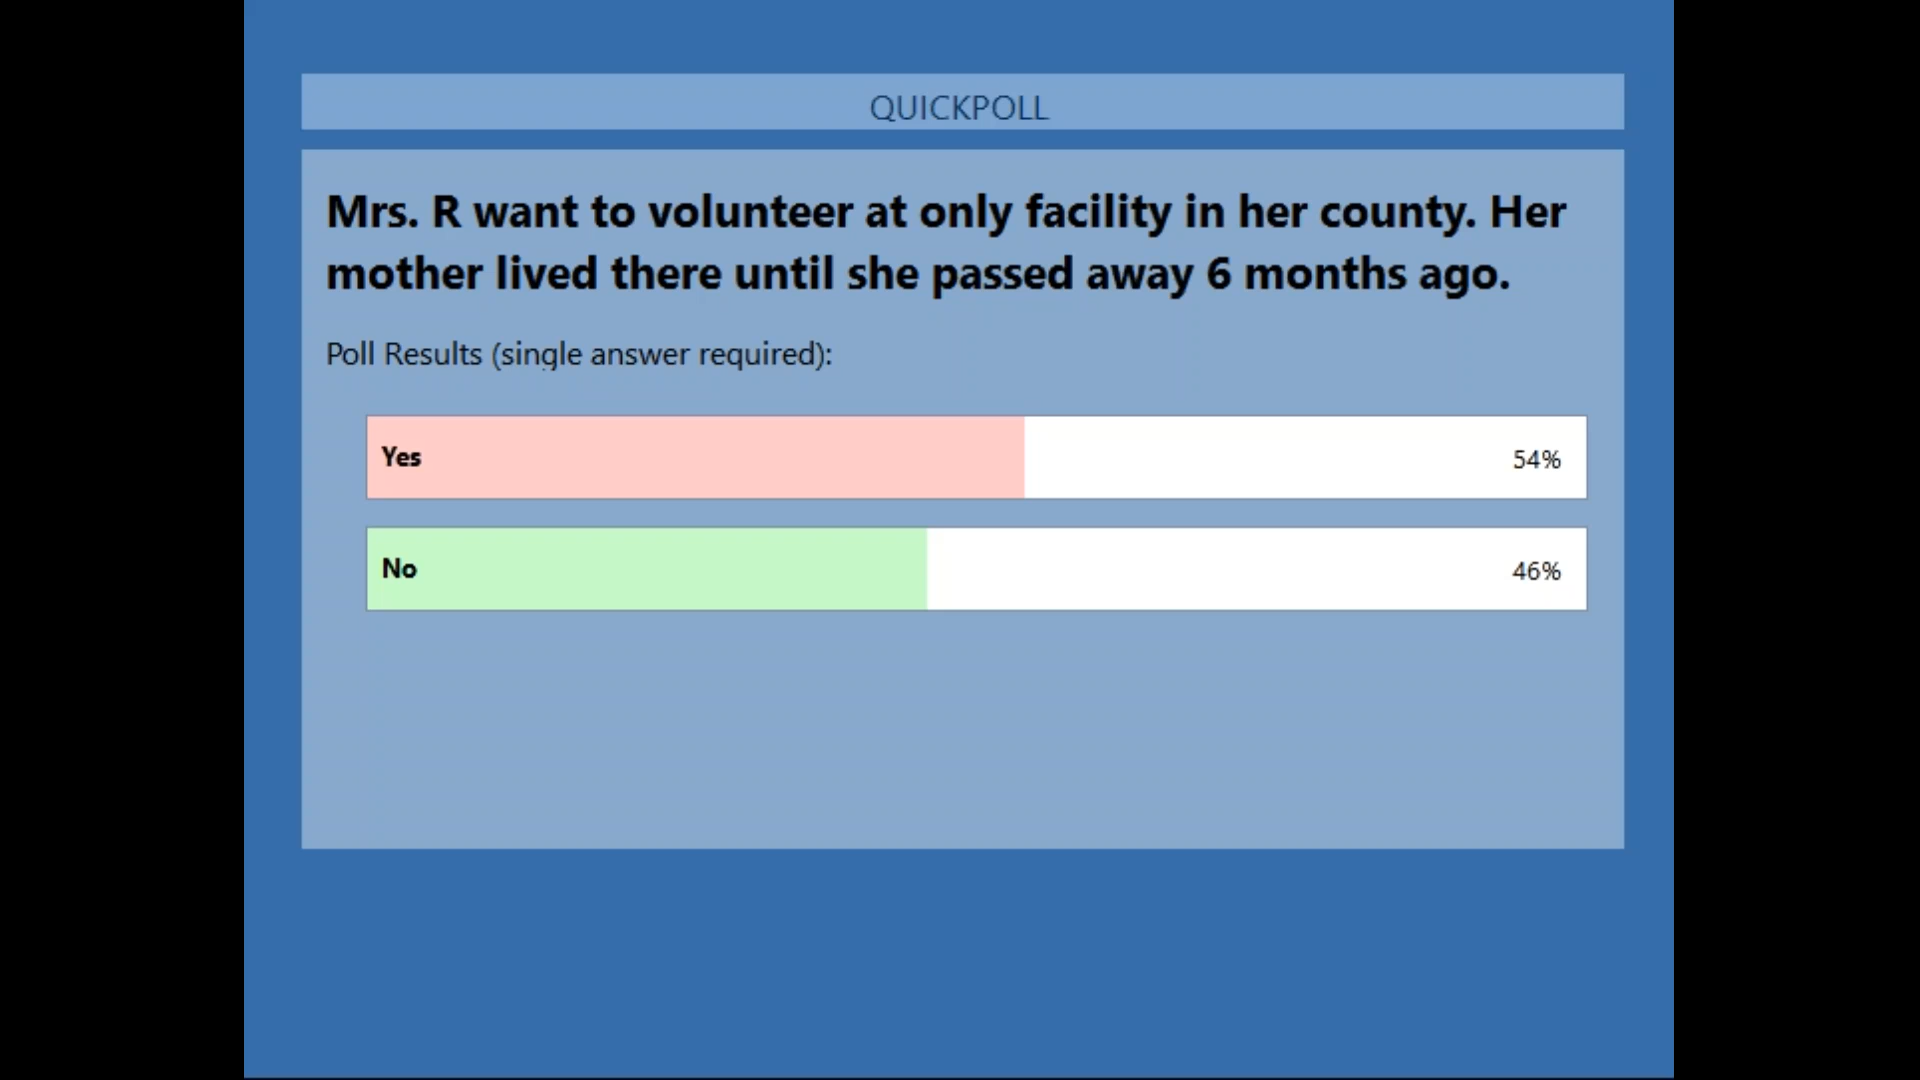 QUICKPOLL
Mrs. R want to volunteer at only facility in her county. Her
mother lived there until she passed away 6 months ago.
Poll Results (single answer required):
Yes 54%
No 46%